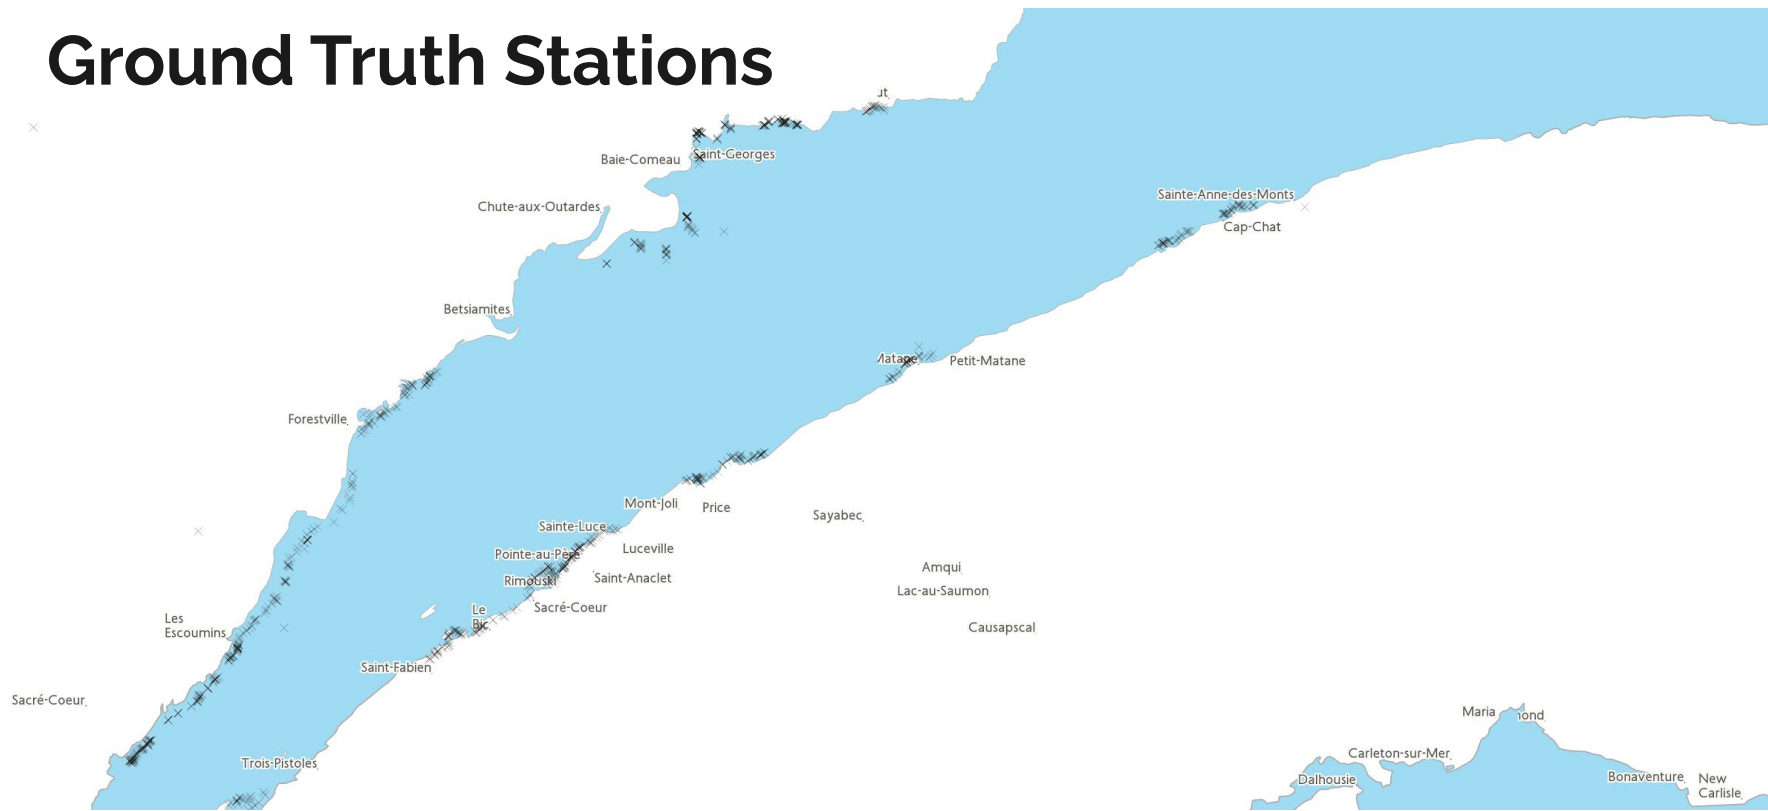 Ground Truth Stations
Baie-Comeau
Saint-Georges
Chute-aux-Outardes
Sainte-Anne-des-Monts
Cap-Chat
Betsiamites
Matane
Petit-Matane
Forestville
Mont-Joli
Price
Sayabec
Sainte-Luce
Luceville
Pointe-au-Père
Amqui
Rimouski
Saint-Anaclet
Lac-au-Saumon
Sacré-Coeur
Le
Bic
Les
Escoumins
Causapscal
Saint-Fabien
Sacré-Coeur
Maria
Carleton-sur-Mer
Trois-Pistoles
Dalhousie
Bonaventure
New
Carlisle